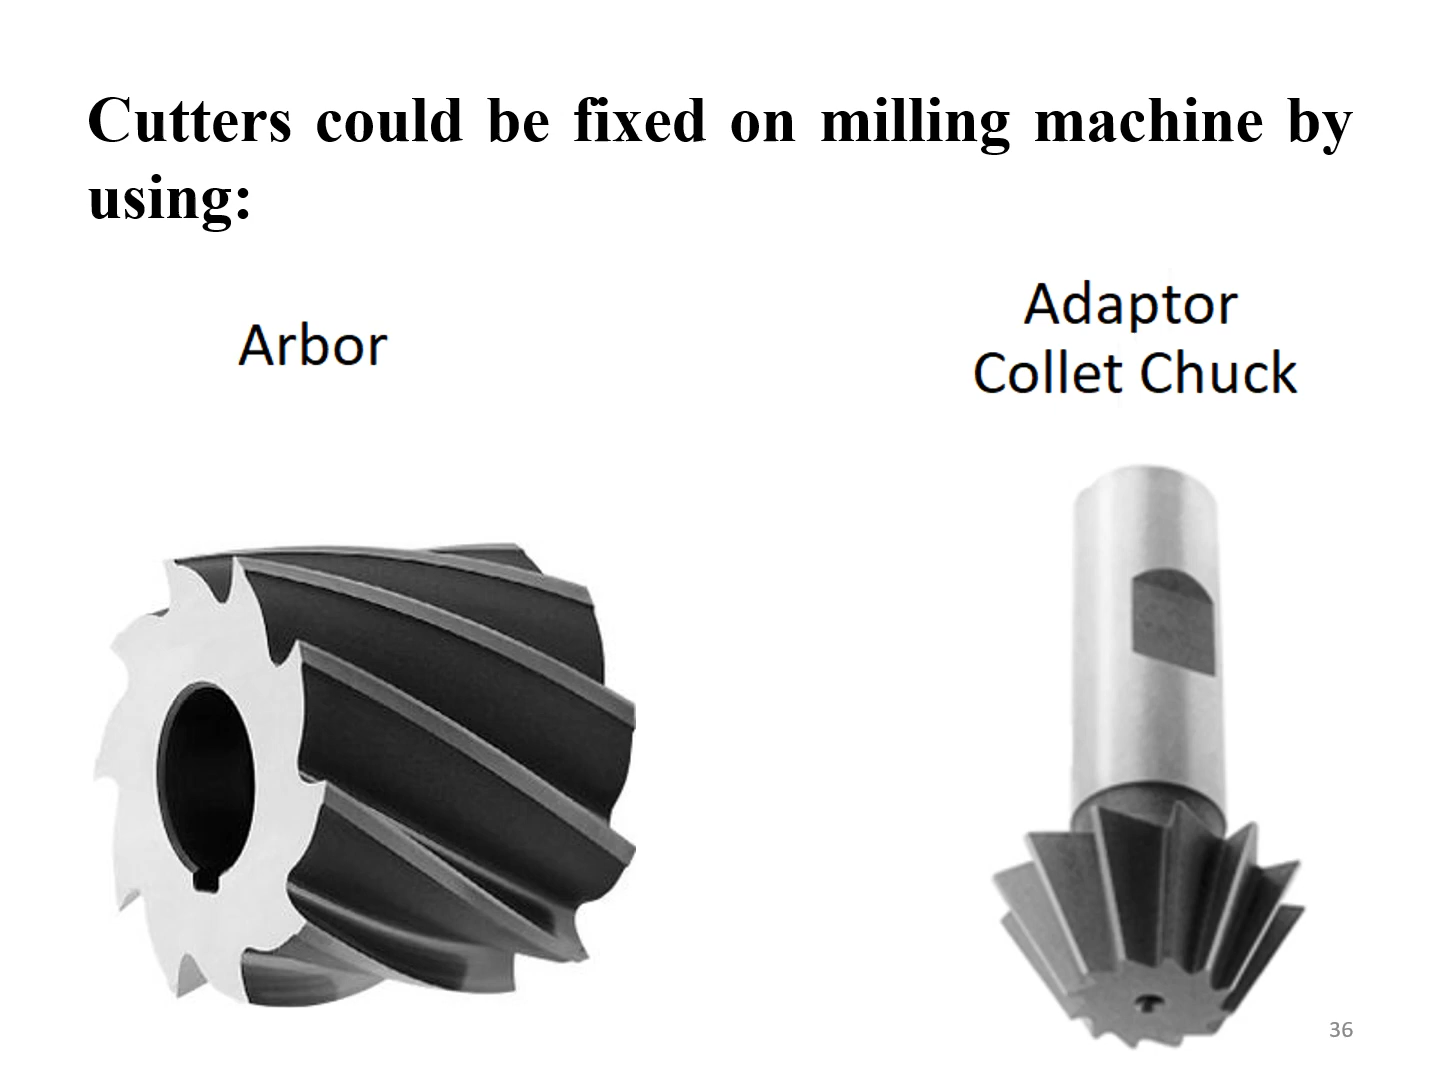 Cutters could be fixed on milling machine by
using:
Arbor
Adaptor
Collet Chuck
36